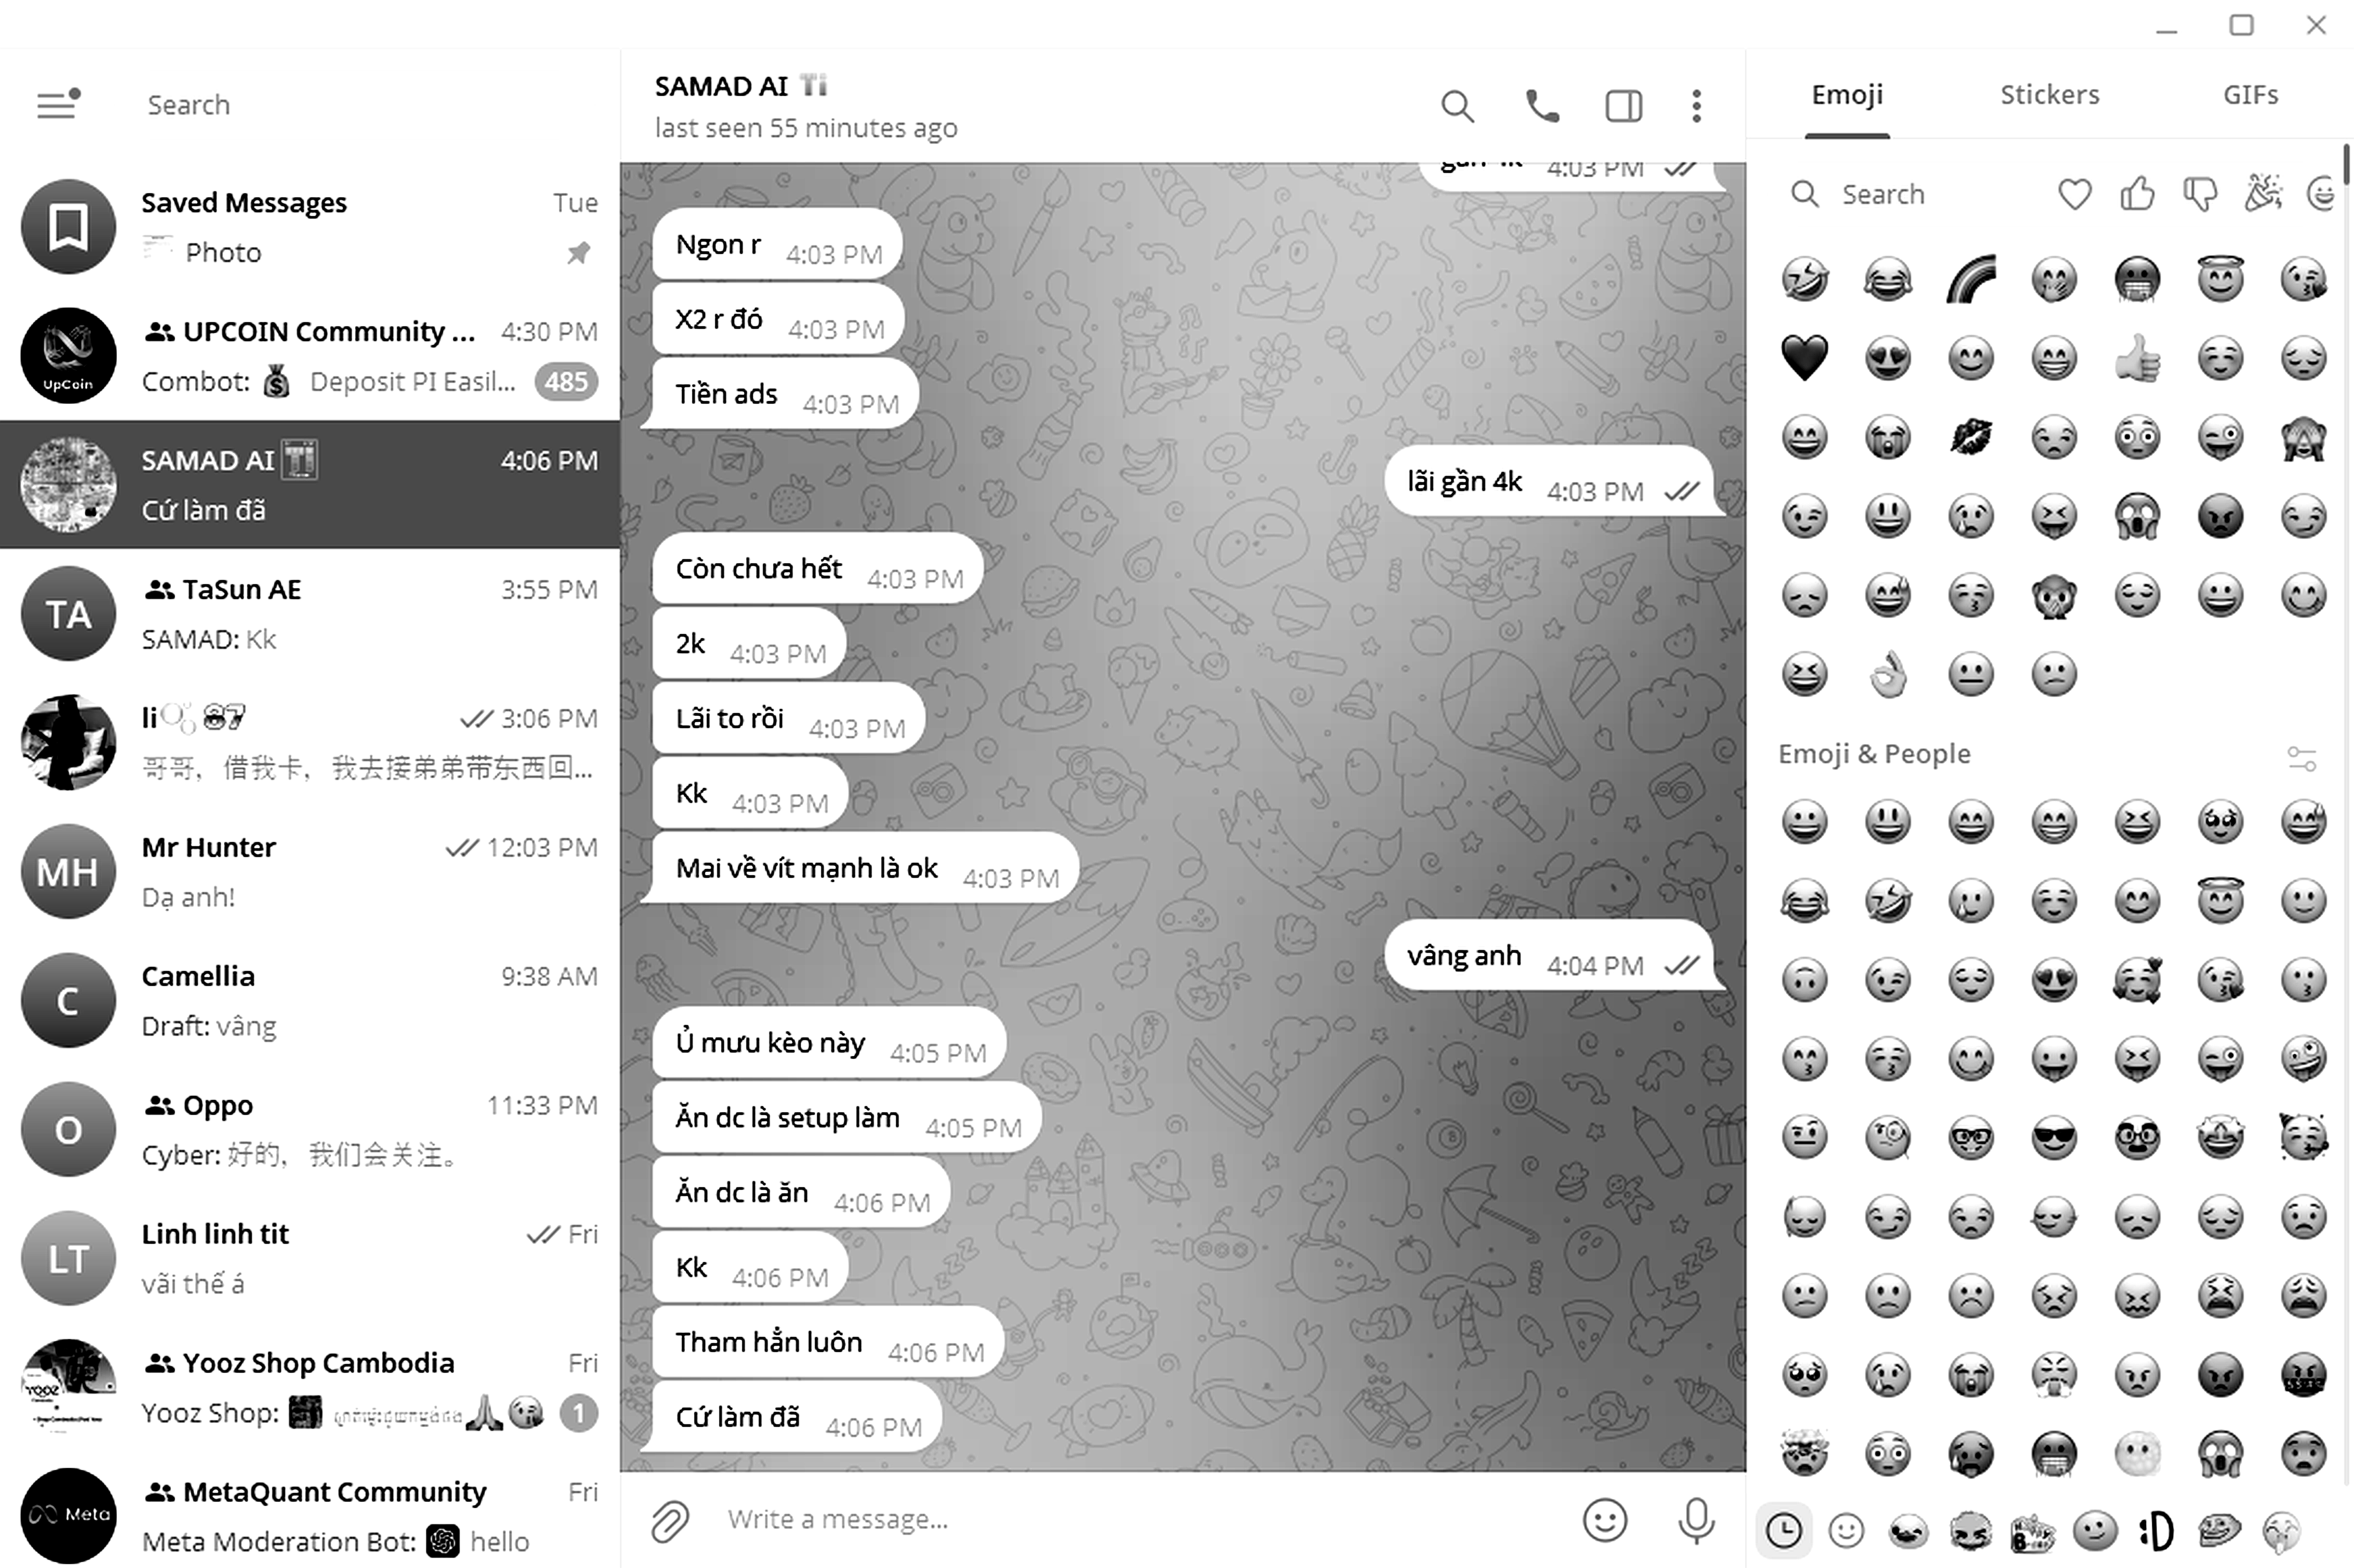 Search
Saved Messages Tue
Photo
UPCOIN Community ... 4:30 PM
Combot: Deposit PI Easil... 485
UpCoin
SAMAD AI 4:06 PM
Cứ làm đã
TA
TaSun AE 3:55 PM
SAMAD: Kk
li 87 3:06 PM
哥哥，借我卡，我去接弟弟带东西回...
MH
Mr Hunter 12:03 PM
Dạ anh!
C
Camellia 9:38 AM
Draft: vâng
O
Oppo 11:33 PM
Cyber: 好的，我们会关注。
LT
Linh linh tit Fri
vãi thế á
YOOZ
Yooz Shop Cambodia Fri
Yooz Shop: 1
Meta
MetaQuant Community Fri
Meta Moderation Bot: hello
SAMAD AI Ti
last seen 55 minutes ago
gần 4k 4:03 PM
Ngon r 4:03 PM
X2 r đó 4:03 PM
Tiền ads 4:03 PM
lãi gần 4k 4:03 PM
Còn chưa hết 4:03 PM
2k 4:03 PM
Lãi to rồi 4:03 PM
Kk 4:03 PM
Mai về vít mạnh là ok 4:03 PM
vâng anh 4:04 PM
Ủ mưu kèo này 4:05 PM
Ăn dc là setup làm 4:05 PM
Ăn dc là ăn 4:06 PM
Kk 4:06 PM
Tham hẳn luôn 4:06 PM
Cứ làm đã 4:06 PM
Write a message...
Emoji Stickers GIFs
Search
Emoji & People
:D